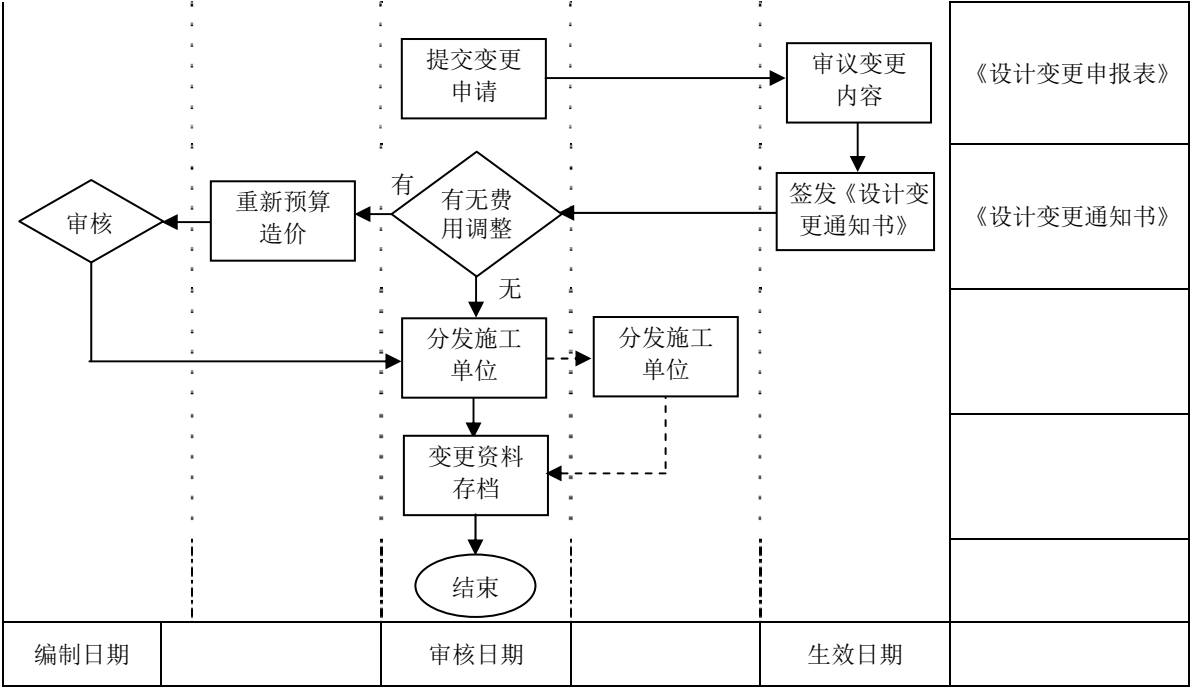 提交变更
申请
审议变更
内容
《设计变更申报表》
审核
重新预算
造价
有
有无费
用调整
签发《设计变
更通知书》
《设计变更通知书》
无
分发施工
单位
分发施工
单位
变更资料
存档
结束
编制日期
审核日期
生效日期